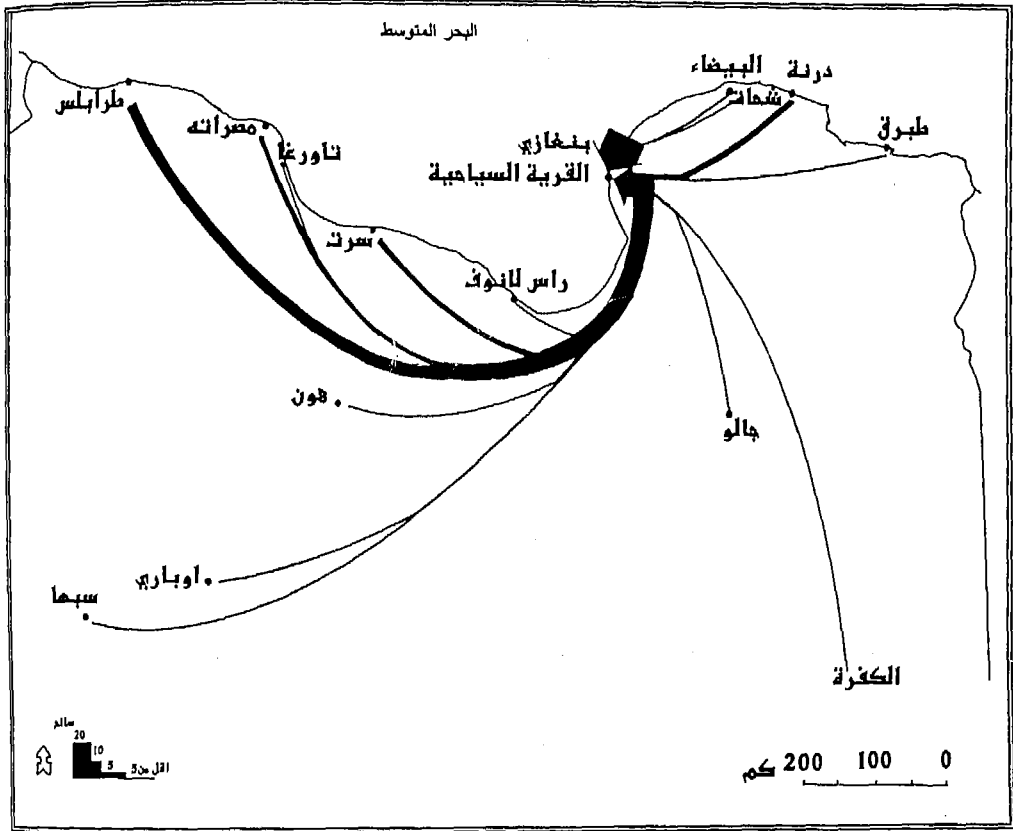 البحر المتوسط
طرابلس
مصراته
تاورغا
سرت
راس لانوف
بنغازي
القرية السياحية
البيضاء
شحات
درنة
طبرق
هون
جالو
اوباري
سبها
الكفرة
سائح
20
10
5
اقل من 5
200 100 0 كم